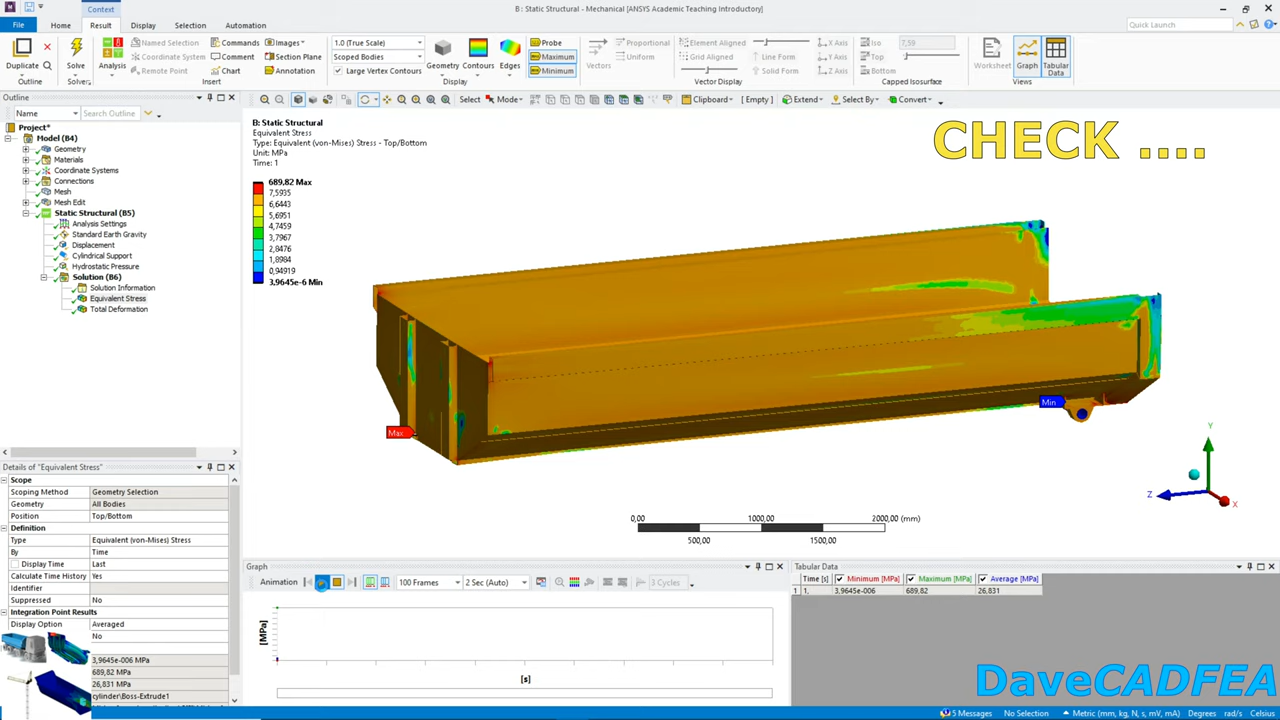 B: Static Structural - Mechanical [ANSYS Academic Teaching Introductory]
Context
File Home Result Display Selection Automation
Quick Launch
Duplicate
Outline
Solve
Solver
Analysis
Named Selection
Coordinate System
Remote Point
Commands
Comment
Chart
Images
Section Plane
Annotation
Insert
1.0 (True Scale)
Scoped Bodies
Large Vertex Contours
Geometry
Contours
Edges
Display
Probe
Maximum
Minimum
Vectors
Proportional
Uniform
Element Aligned
Grid Aligned
Line Form
Solid Form
X Axis
Y Axis
Z Axis
Vector Display
Iso
7,59
Top
Bottom
Capped Isosurface
Worksheet
Graph
Tabular
Data
Views
Outline
Name
Search Outline
Select Mode Clipboard [ Empty ] Extend Select By Convert
Project*
Model (B4)
Geometry
Materials
Coordinate Systems
Connections
Mesh
Mesh Edit
Static Structural (B5)
Analysis Settings
Standard Earth Gravity
Displacement
Cylindrical Support
Hydrostatic Pressure
Solution (B6)
Solution Information
Equivalent Stress
Total Deformation
B: Static Structural
Equivalent Stress
Type: Equivalent (von-Mises) Stress - Top/Bottom
Unit: MPa
Time: 1
689,82 Max
7,5935
6,6443
5,6951
4,7459
3,7967
2,8476
1,8984
0,94919
3,9645e-6 Min
CHECK ....
Max
Min
Y
Z
X
0,00 1000,00 2000,00 (mm)
500,00 1500,00
Details of "Equivalent Stress"
Scope
Scoping Method Geometry Selection
Geometry All Bodies
Position Top/Bottom
Definition
Type Equivalent (von-Mises) Stress
By Time
Display Time Last
Calculate Time History Yes
Identifier
Suppressed No
Integration Point Results
Display Option Averaged
No
3,9645e-006 MPa
689,82 MPa
26,831 MPa
cylinder\Boss-Extrude1
Graph
Animation 100 Frames 2 Sec (Auto) 3 Cycles
[MPa]
[s]
Tabular Data
Time [s] Minimum [MPa] Maximum [MPa] Average [MPa]
1 1, 3,9645e-006 689,82 26,831
DaveCADFEA
5 Messages No Selection Metric (mm, kg, N, s, mV, mA) Degrees rad/s Celsius